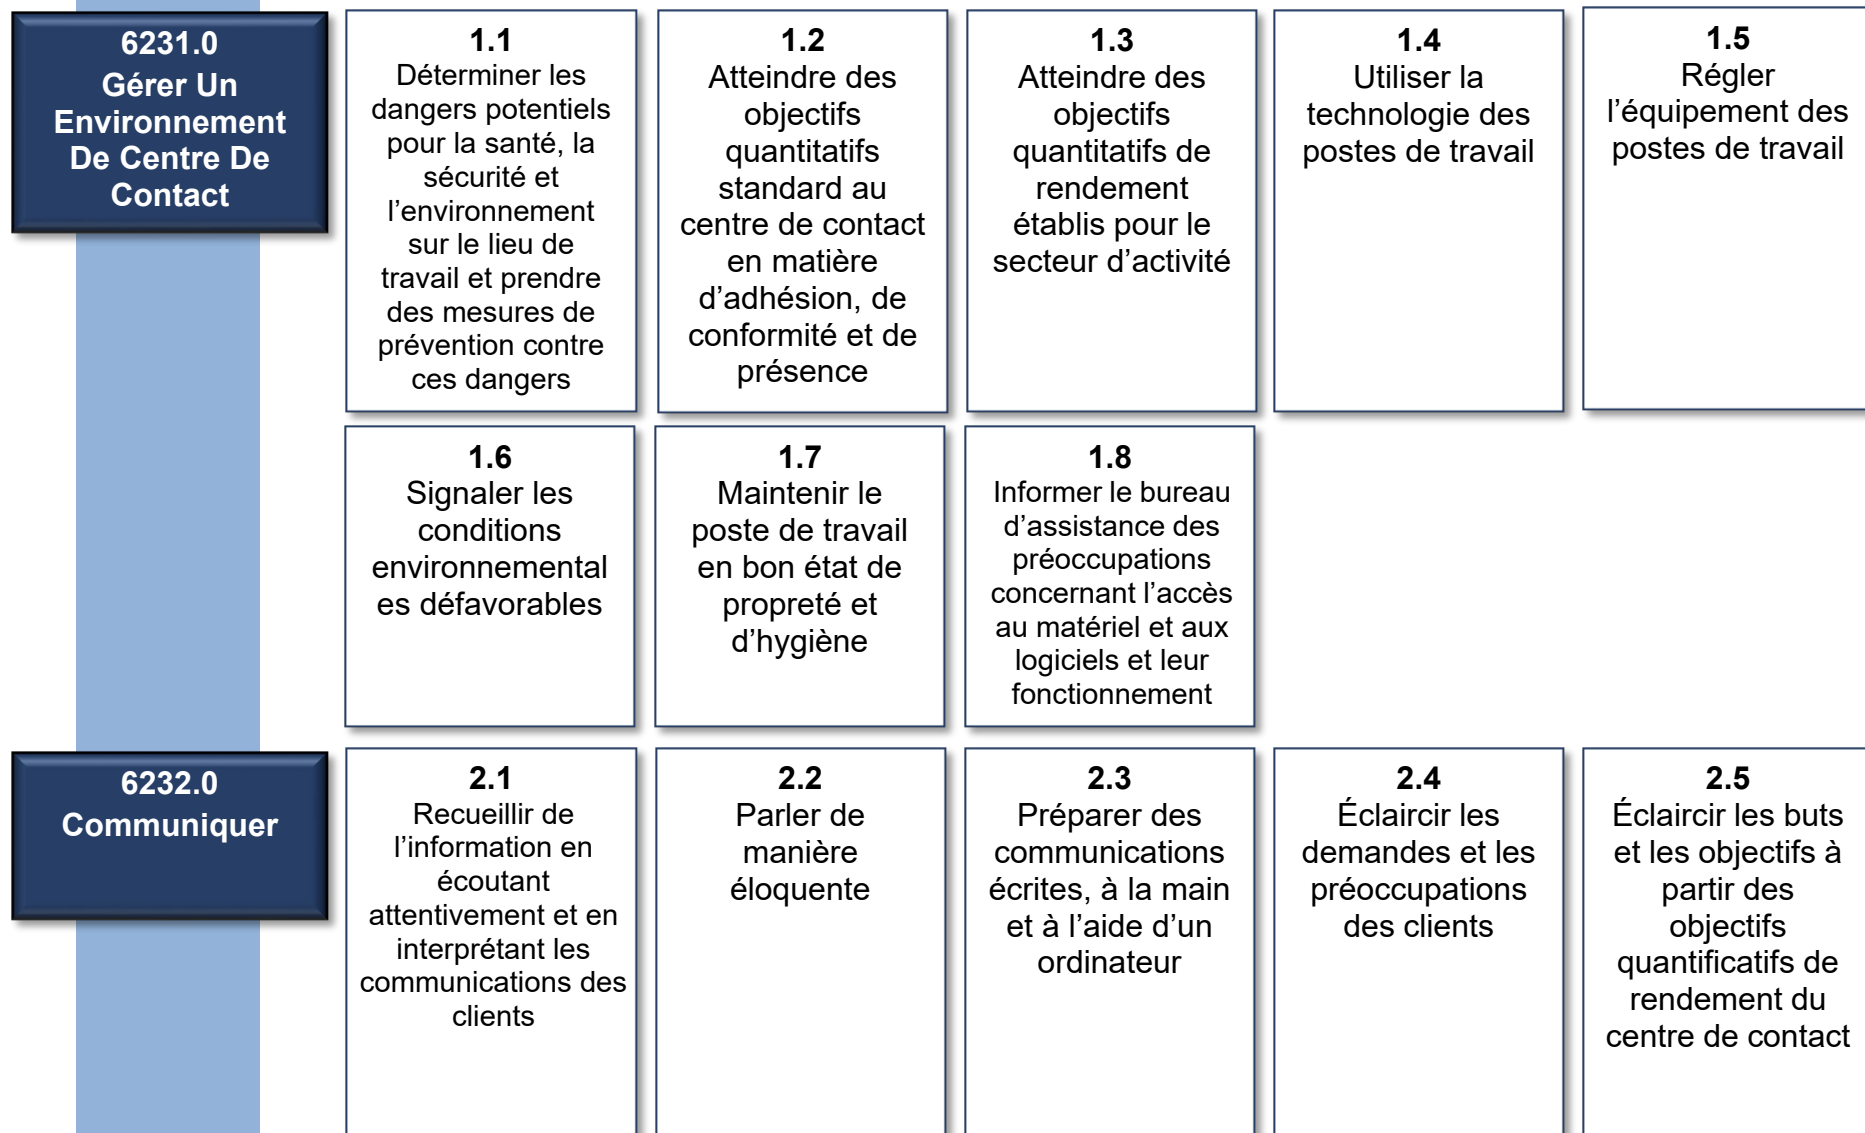 6231.0
Gérer Un
Environnement
De Centre De
Contact
1.1
Déterminer les
dangers potentiels
pour la santé, la
sécurité et
l’environnement
sur le lieu de
travail et prendre
des mesures de
prévention contre
ces dangers
1.2
Atteindre des
objectifs
quantitatifs
standard au
centre de contact
en matière
d’adhésion, de
conformité et de
présence
1.3
Atteindre des
objectifs
quantitatifs de
rendement
établis pour le
secteur d’activité
1.4
Utiliser la
technologie des
postes de travail
1.5
Régler
l’équipement des
postes de travail
1.6
Signaler les
conditions
environnemental
es défavorables
1.7
Maintenir le
poste de travail
en bon état de
propreté et
d’hygiène
1.8
Informer le bureau
d’assistance des
préoccupations
concernant l’accès
au matériel et aux
logiciels et leur
fonctionnement
6232.0
Communiquer
2.1
Recueillir de
l’information en
écoutant
attentivement et en
interprétant les
communications des
clients
2.2
Parler de
manière
éloquente
2.3
Préparer des
communications
écrites, à la main
et à l’aide d’un
ordinateur
2.4
Éclaircir les
demandes et les
préoccupations
des clients
2.5
Éclaircir les buts
et les objectifs à
partir des
objectifs
quantificatifs de
rendement du
centre de contact